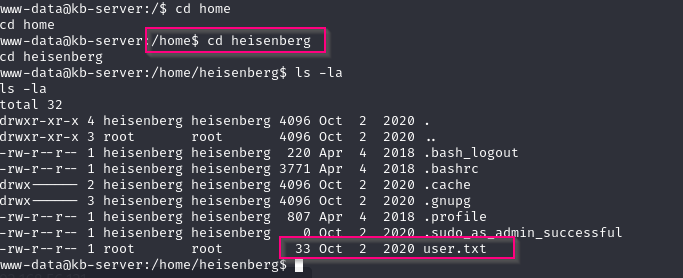 www-data@kb-server:/$ cd home
cd home
www-data@kb-server:/home$ cd heisenberg
cd heisenberg
www-data@kb-server:/home/heisenberg$ ls -la
ls -la
total 32
drwxr-xr-x 4 heisenberg heisenberg 4096 Oct  2  2020 .
drwxr-xr-x 3 root       root       4096 Oct  2  2020 ..
-rw-r--r-- 1 heisenberg heisenberg  220 Apr  4  2018 .bash_logout
-rw-r--r-- 1 heisenberg heisenberg 3771 Apr  4  2018 .bashrc
drwx------ 2 heisenberg heisenberg 4096 Oct  2  2020 .cache
drwx------ 3 heisenberg heisenberg 4096 Oct  2  2020 .gnupg
-rw-r--r-- 1 heisenberg heisenberg  807 Apr  4  2018 .profile
-rw-r--r-- 1 heisenberg heisenberg    0 Oct  2  2020 .sudo_as_admin_successful
-rw-r--r-- 1 root       root         33 Oct  2  2020 user.txt
www-data@kb-server:/home/heisenberg$